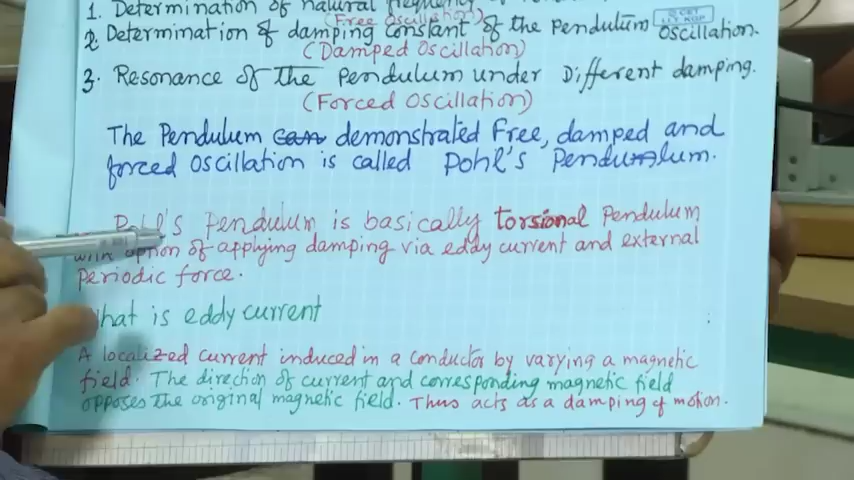 1. Determination of natural frequency of
(Free Oscillation)
2. Determination of damping constant of the Pendulum oscillation.
© CET
I.I.T. KGP
(Damped Oscillation)
3. Resonance of the Pendulum under Different damping.
(Forced Oscillation)
The Pendulum can demonstrated Free, damped and
forced oscillation is called Pohl's Pendulum.
Pohl's Pendulum is basically torsional Pendulum
with option of applying damping via eddy current and external
Periodic force.
What is eddy current
A localized current induced in a conductor by varying a magnetic
field. The direction of current and corresponding magnetic field
opposes the original magnetic field. Thus acts as a damping of motion.